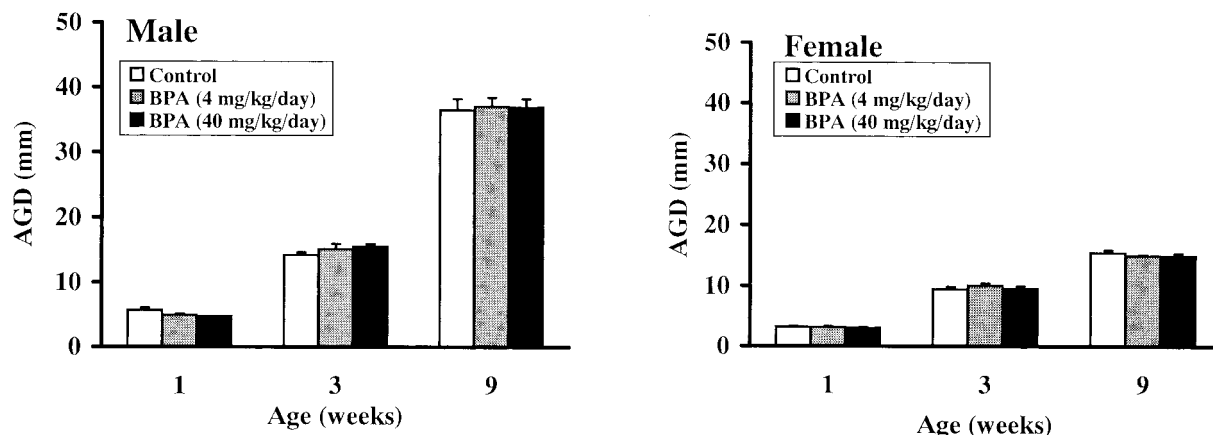 Male
Control
BPA (4 mg/kg/day)
BPA (40 mg/kg/day)
50
40
30
20
10
0
AGD (mm)
1 3 9
Age (weeks)
Female
Control
BPA (4 mg/kg/day)
BPA (40 mg/kg/day)
50
40
30
20
10
0
AGD (mm)
1 3 9
Age (weeks)